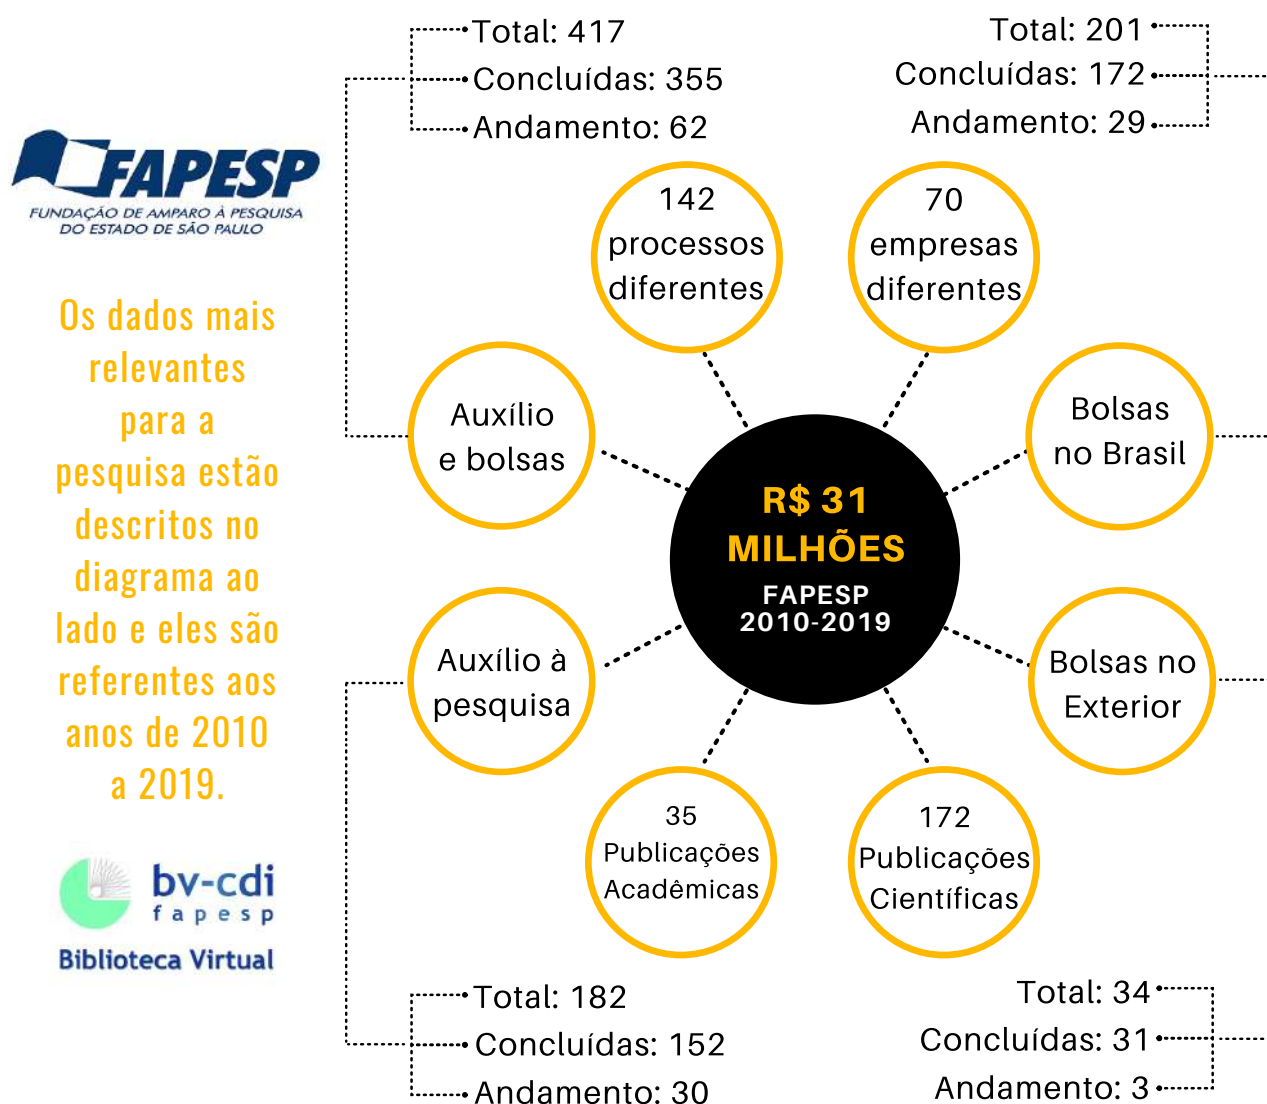 Total: 417
Concluídas: 355
Andamento: 62
Total: 201
Concluídas: 172
Andamento: 29
FAPESP
FUNDAÇÃO DE AMPARO À PESQUISA
DO ESTADO DE SÃO PAULO
Os dados mais
relevantes
para a
pesquisa estão
descritos no
diagrama ao
lado e eles são
referentes aos
anos de 2010
a 2019.
bv-cdi
fapesp
Biblioteca Virtual
142
processos
diferentes
70
empresas
diferentes
Auxílio
e bolsas
Bolsas
no Brasil
R$ 31
MILHÕES
FAPESP
2010-2019
Auxílio à
pesquisa
Bolsas no
Exterior
35
Publicações
Acadêmicas
172
Publicações
Científicas
Total: 182
Concluídas: 152
Andamento: 30
Total: 34
Concluídas: 31
Andamento: 3